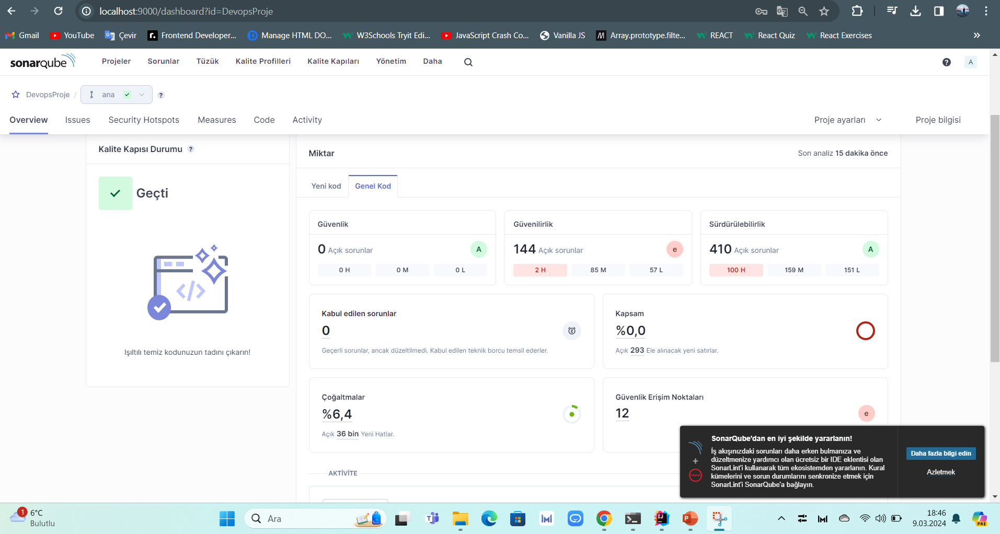 localhost:9000/dashboard?id=DevopsProje
Gmail
YouTube
Çevir
Frontend Developer...
Manage HTML DO...
W3Schools Tryit Edi...
JavaScript Crash Co...
Vanilla JS
Array.prototype.filte...
REACT
React Quiz
React Exercises
sonarqube
Projeler
Sorunlar
Tüzük
Kalite Profilleri
Kalite Kapıları
Yönetim
Daha
A
DevopsProje /
ana
Overview
Issues
Security Hotspots
Measures
Code
Activity
Proje ayarları
Proje bilgisi
Kalite Kapısı Durumu ?
Geçti
Işıltılı temiz kodunuzun tadını çıkarın!
Miktar
Son analiz 15 dakika önce
Yeni kod
Genel Kod
Güvenlik
0 Açık sorunlar
A
0 H
0 M
0 L
Güvenilirlik
144 Açık sorunlar
e
2 H
85 M
57 L
Sürdürülebilirlik
410 Açık sorunlar
A
100 H
159 M
151 L
Kabul edilen sorunlar
0
Geçerli sorunlar, ancak düzeltilmedi. Kabul edilen teknik borcu temsil ederler.
Kapsam
%0,0
Açık 293 Ele alınacak yeni satırlar.
Çoğaltmalar
%6,4
Açık 36 bin Yeni Hatlar.
Güvenlik Erişim Noktaları
12
e
AKTİVİTE
SonarQube'dan en iyi şekilde yararlanın!
İş akışınızdaki sorunları daha erken bulmanıza ve
düzeltmenize yardımcı olan ücretsiz bir IDE eklentisi olan
SonarLint'i kullanarak tüm ekosistemden yararlanın. Kural
kümelerini ve sorun durumlarını senkronize etmek için
SonarLint'i SonarQube'a bağlayın.
Daha fazla bilgi edin
Azletmek
1
6°C
Bulutlu
Ara
18:46
9.03.2024
PRE